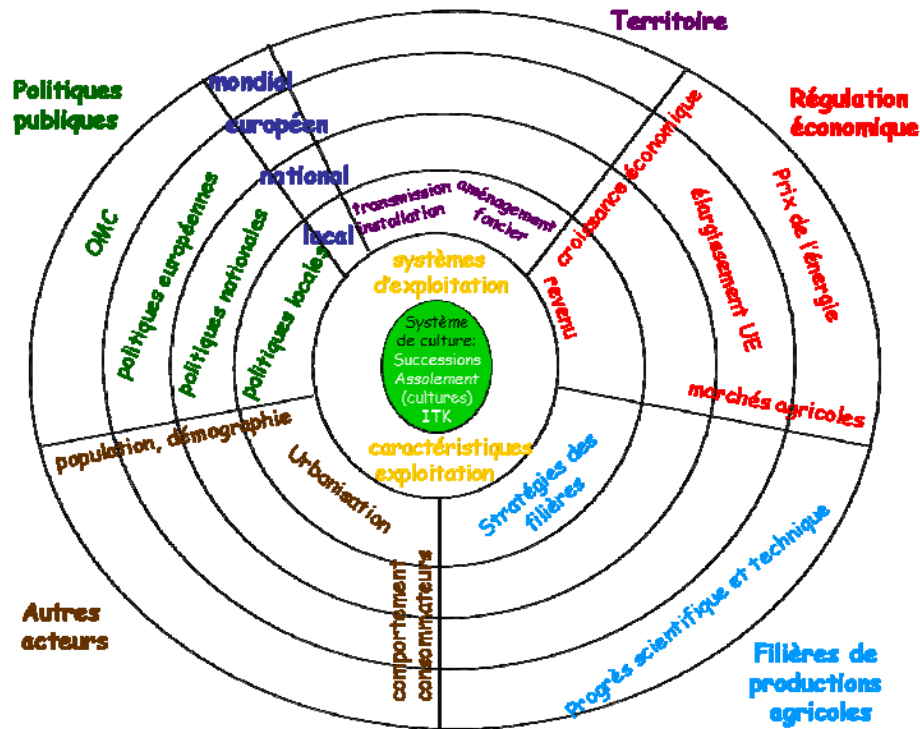 Territoire
Politiques
publiques
Régulation
économique
mondial
européen
national
local
OMC
politiques européennes
politiques nationales
politiques locales
transmission
installation
aménagement
foncier
croissance économique
revenu
élargissement UE
Prix de
l'énergie
marchés agricoles
systèmes
d'exploitation
Système
de culture:
Successions
Assolement
(cultures)
ITK
caractéristiques
exploitation
population, démographie
Urbanisation
comportement
consommateurs
Stratégies des
filières
Progrès scientifique et technique
Autres
acteurs
Filières de
productions
agricoles